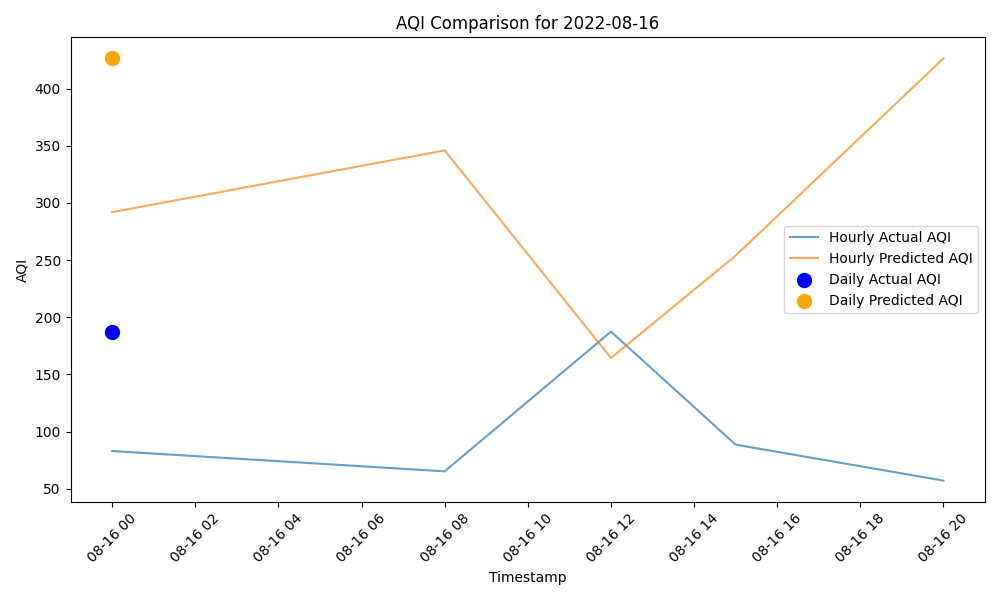 AQI Comparison for 2022-08-16
AQI
400
350
300
250
200
150
100
50
Hourly Actual AQI
Hourly Predicted AQI
Daily Actual AQI
Daily Predicted AQI
08-16 00
08-16 02
08-16 04
08-16 06
08-16 08
08-16 10
08-16 12
08-16 14
08-16 16
08-16 18
08-16 20
Timestamp